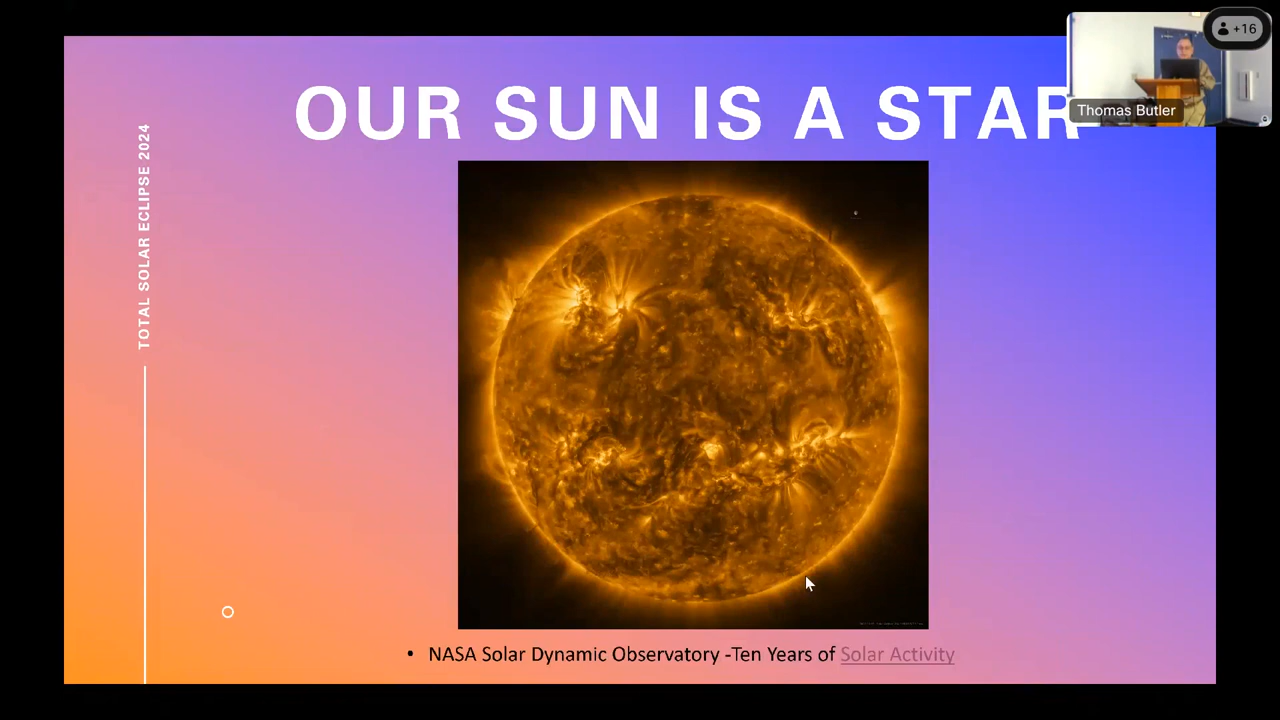 +16
OUR SUN IS A STAR
Thomas Butler
TOTAL SOLAR ECLIPSE 2024
• NASA Solar Dynamic Observatory -Ten Years of Solar Activity